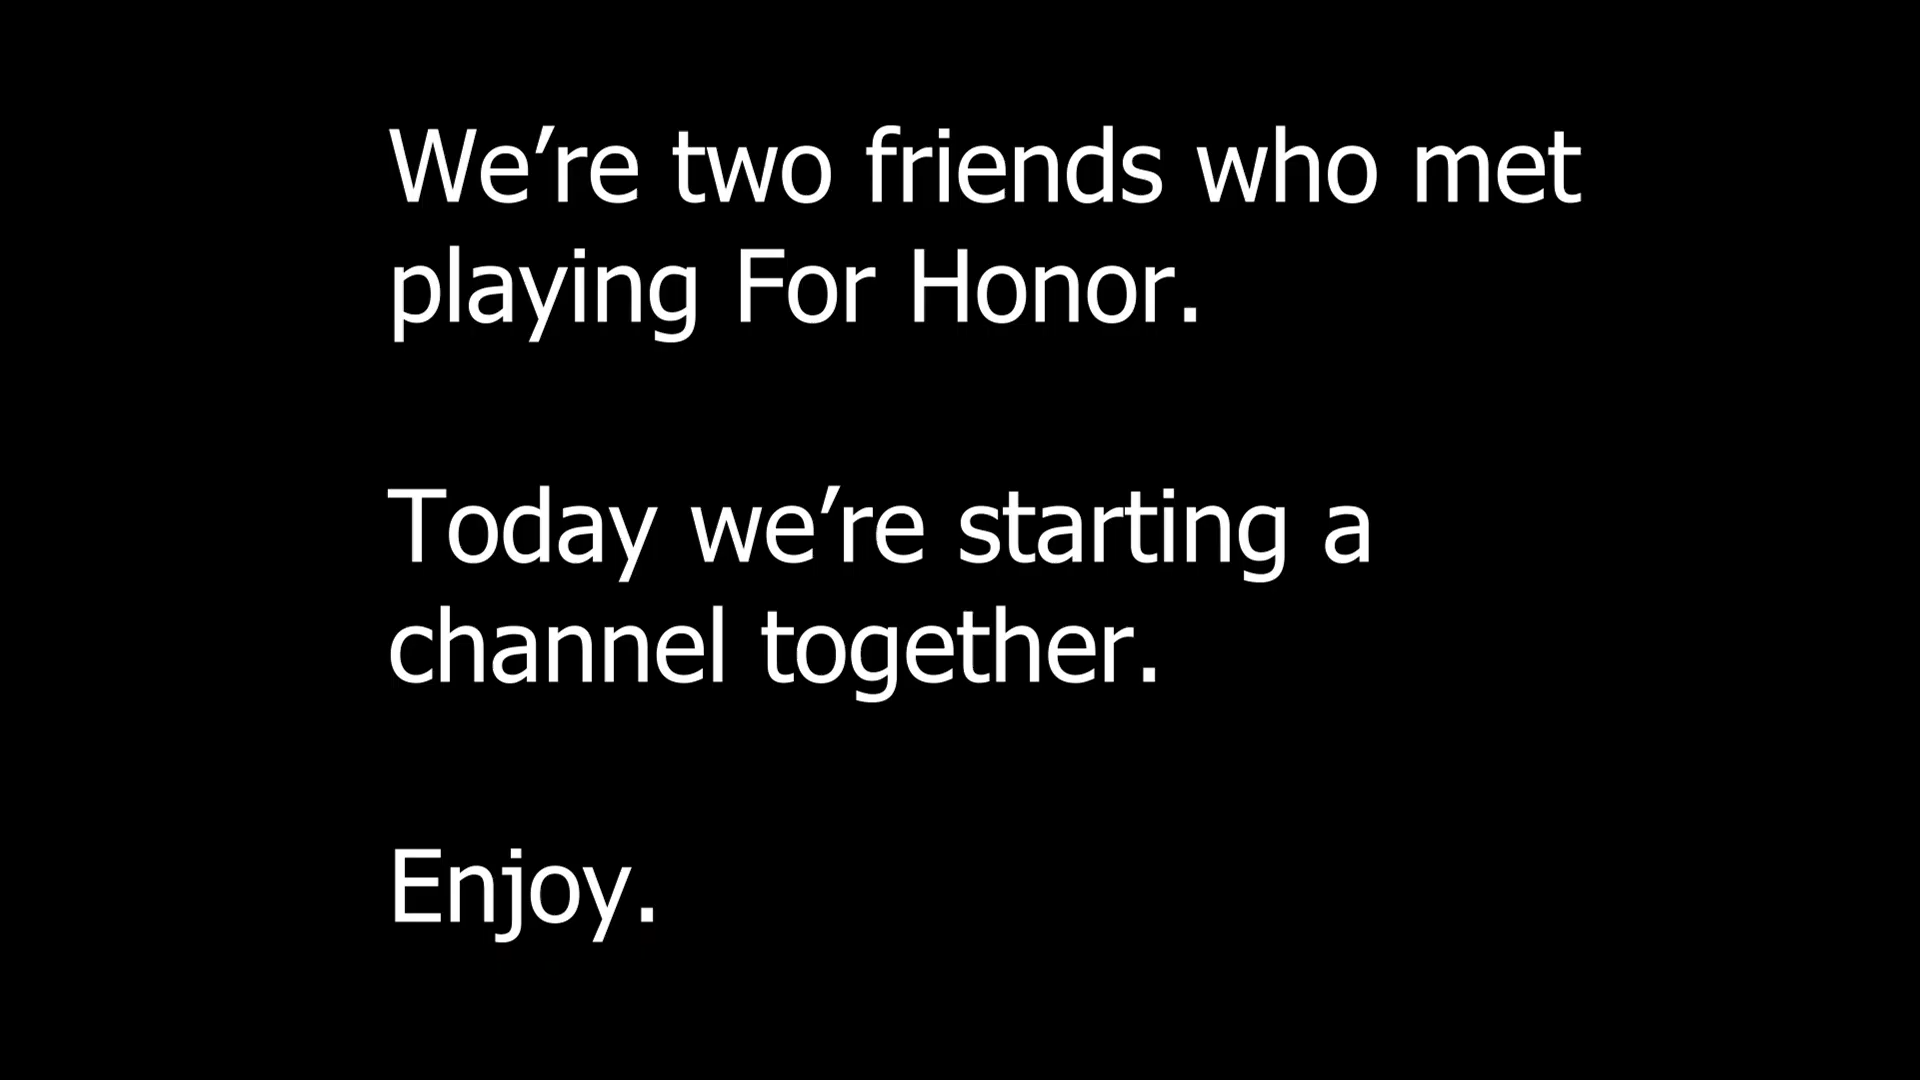 We’re two friends who met
playing For Honor.
Today we’re starting a
channel together.
Enjoy.